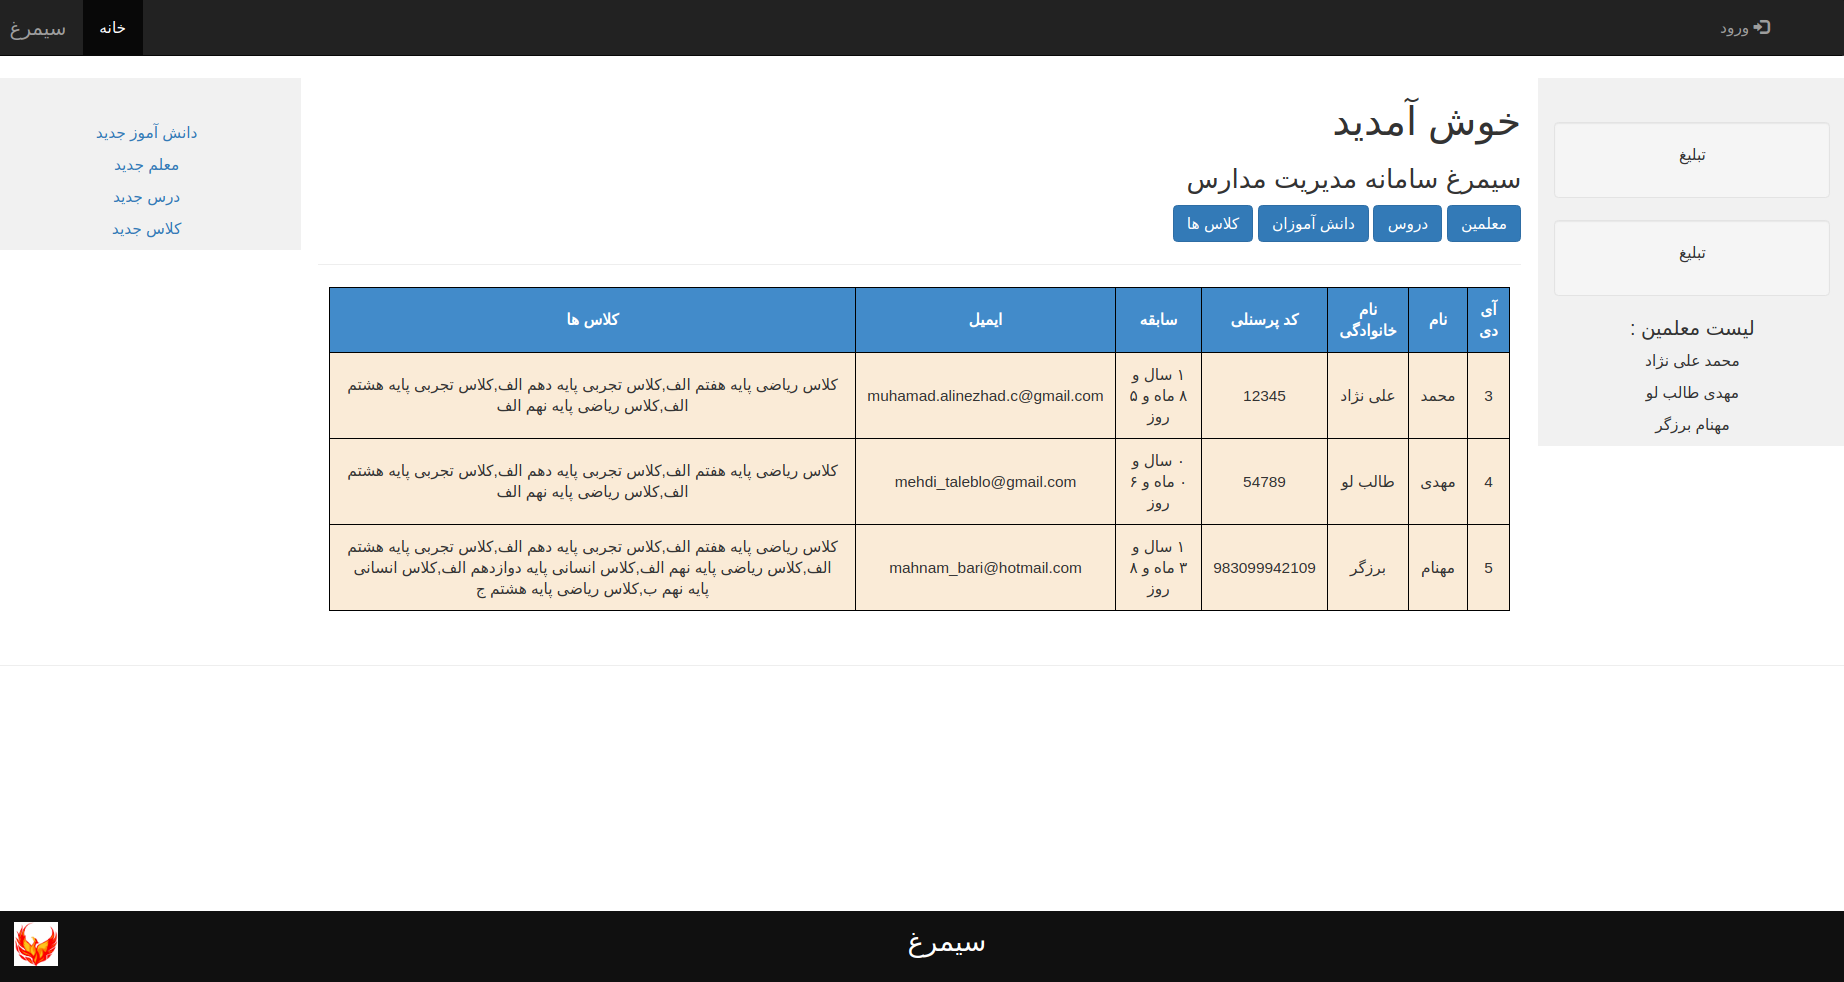 سیمرغ
خانه
ورود
دانش آموز جدید
معلم جدید
درس جدید
کلاس جدید
خوش آمدید
سیمرغ سامانه مدیریت مدارس
معلمین
دروس
دانش آموزان
کلاس ها
آی دی
نام
نام خانوادگی
کد پرسنلی
سابقه
ایمیل
کلاس ها
3
محمد
علی نژاد
12345
۱ سال و
۸ ماه و ۵
روز
muhamad.alinezhad.c@gmail.com
کلاس ریاضی پایه هفتم الف,کلاس تجربی پایه دهم الف,کلاس تجربی پایه هشتم
الف,کلاس ریاضی پایه نهم الف
4
مهدی
طالب لو
54789
۰ سال و
۰ ماه و ۶
روز
mehdi_taleblo@gmail.com
کلاس ریاضی پایه هفتم الف,کلاس تجربی پایه دهم الف,کلاس تجربی پایه هشتم
الف,کلاس ریاضی پایه نهم الف
5
مهنام
برزگر
983099942109
۱ سال و
۳ ماه و ۸
روز
mahnam_bari@hotmail.com
کلاس ریاضی پایه هفتم الف,کلاس تجربی پایه دهم الف,کلاس تجربی پایه هشتم
الف,کلاس ریاضی پایه نهم الف,کلاس انسانی پایه دوازدهم الف,کلاس انسانی
پایه نهم ب,کلاس ریاضی پایه هشتم ج
تبلیغ
تبلیغ
لیست معلمین :
محمد علی نژاد
مهدی طالب لو
مهنام برزگر
سیمرغ